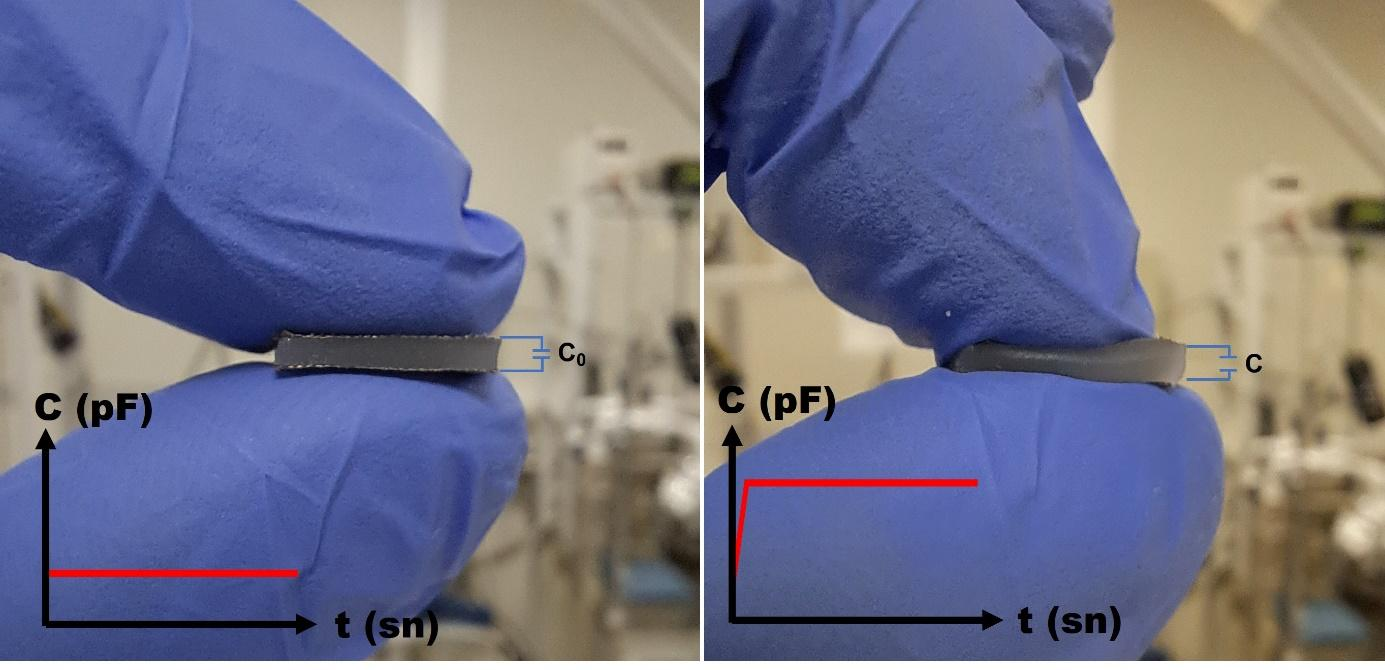 C₀
C (pF)
t (sn)
C
C (pF)
t (sn)